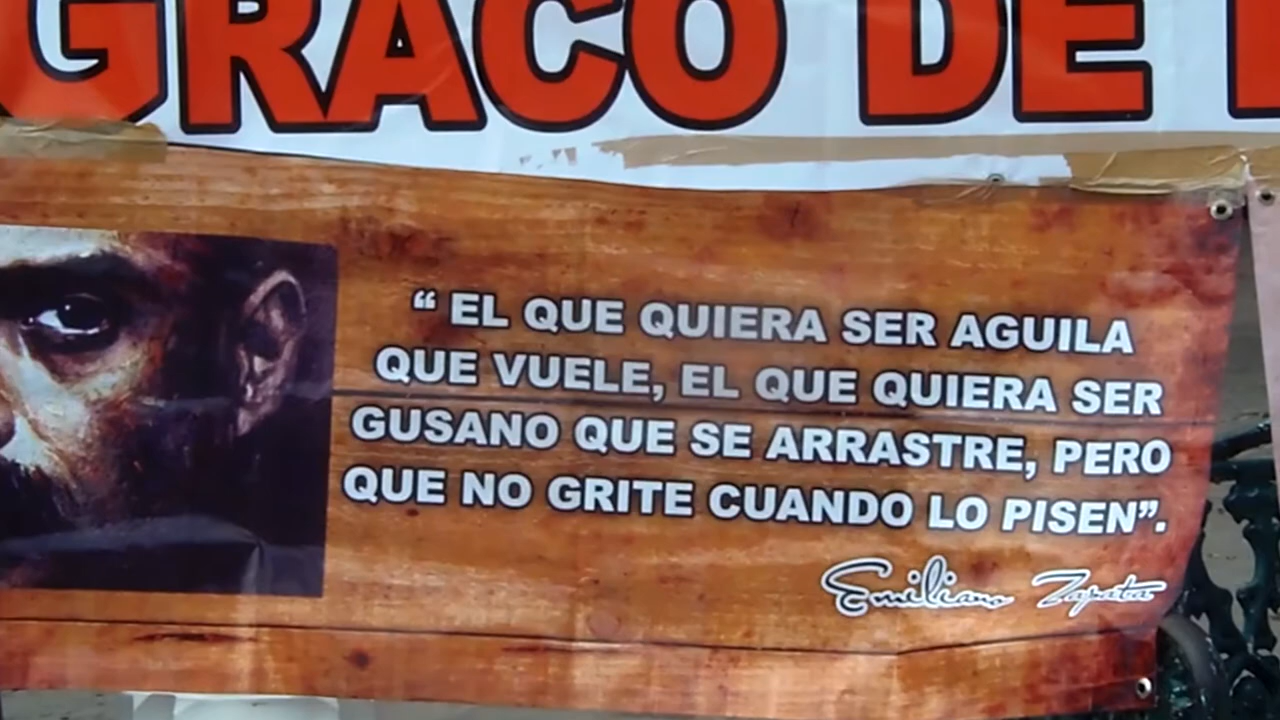 GRACO DE
“ EL QUE QUIERA SER AGUILA
QUE VUELE, EL QUE QUIERA SER
GUSANO QUE SE ARRASTRE, PERO
QUE NO GRITE CUANDO LO PISEN”.
Emiliano Zapata